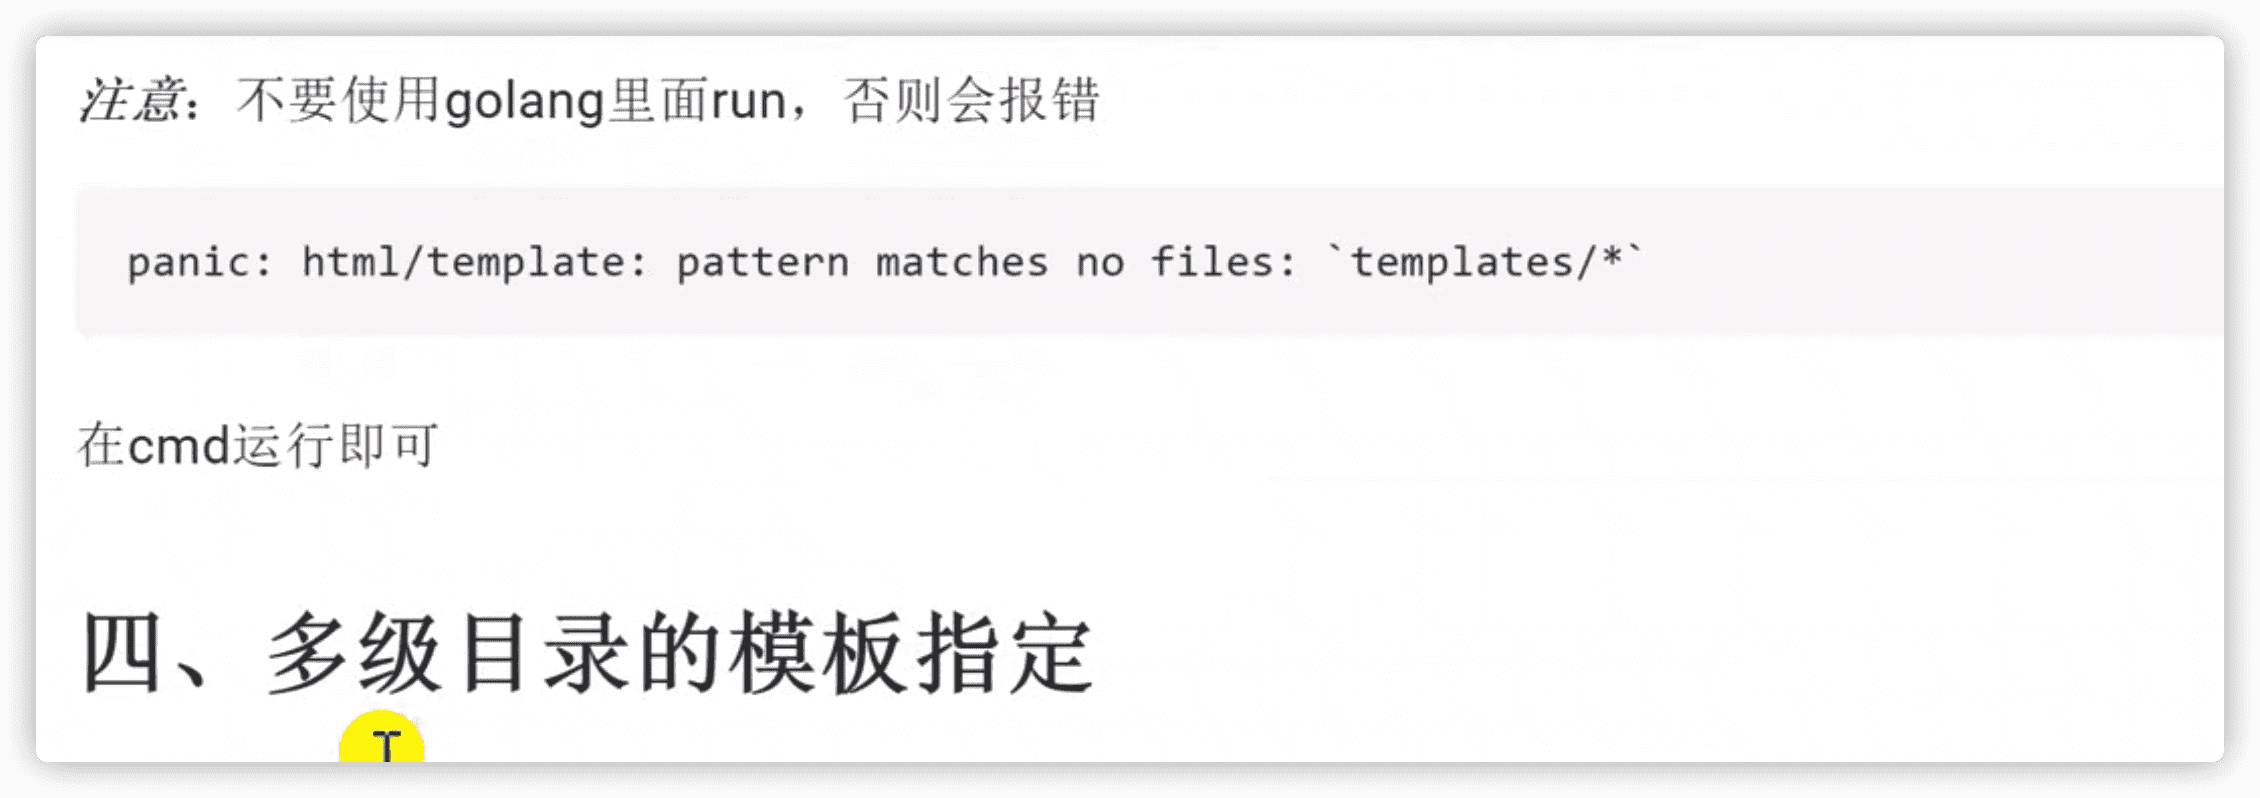 注意：不要使用golang里面run，否则会报错
panic: html/template: pattern matches no files: `templates/*`
在cmd运行即可
四、多级目录的模板指定